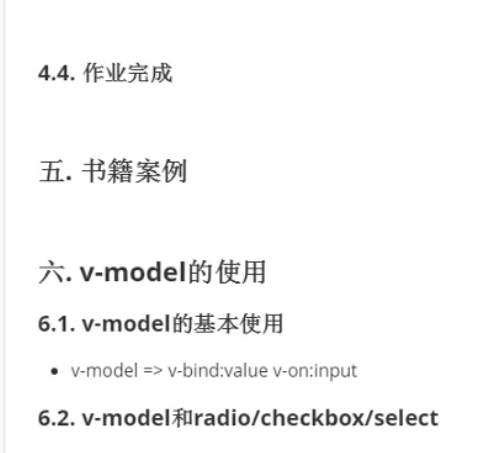 4.4. 作业完成
五. 书籍案例
六. v-model的使用
6.1. v-model的基本使用
• v-model => v-bind:value v-on:input
6.2. v-model和radio/checkbox/select